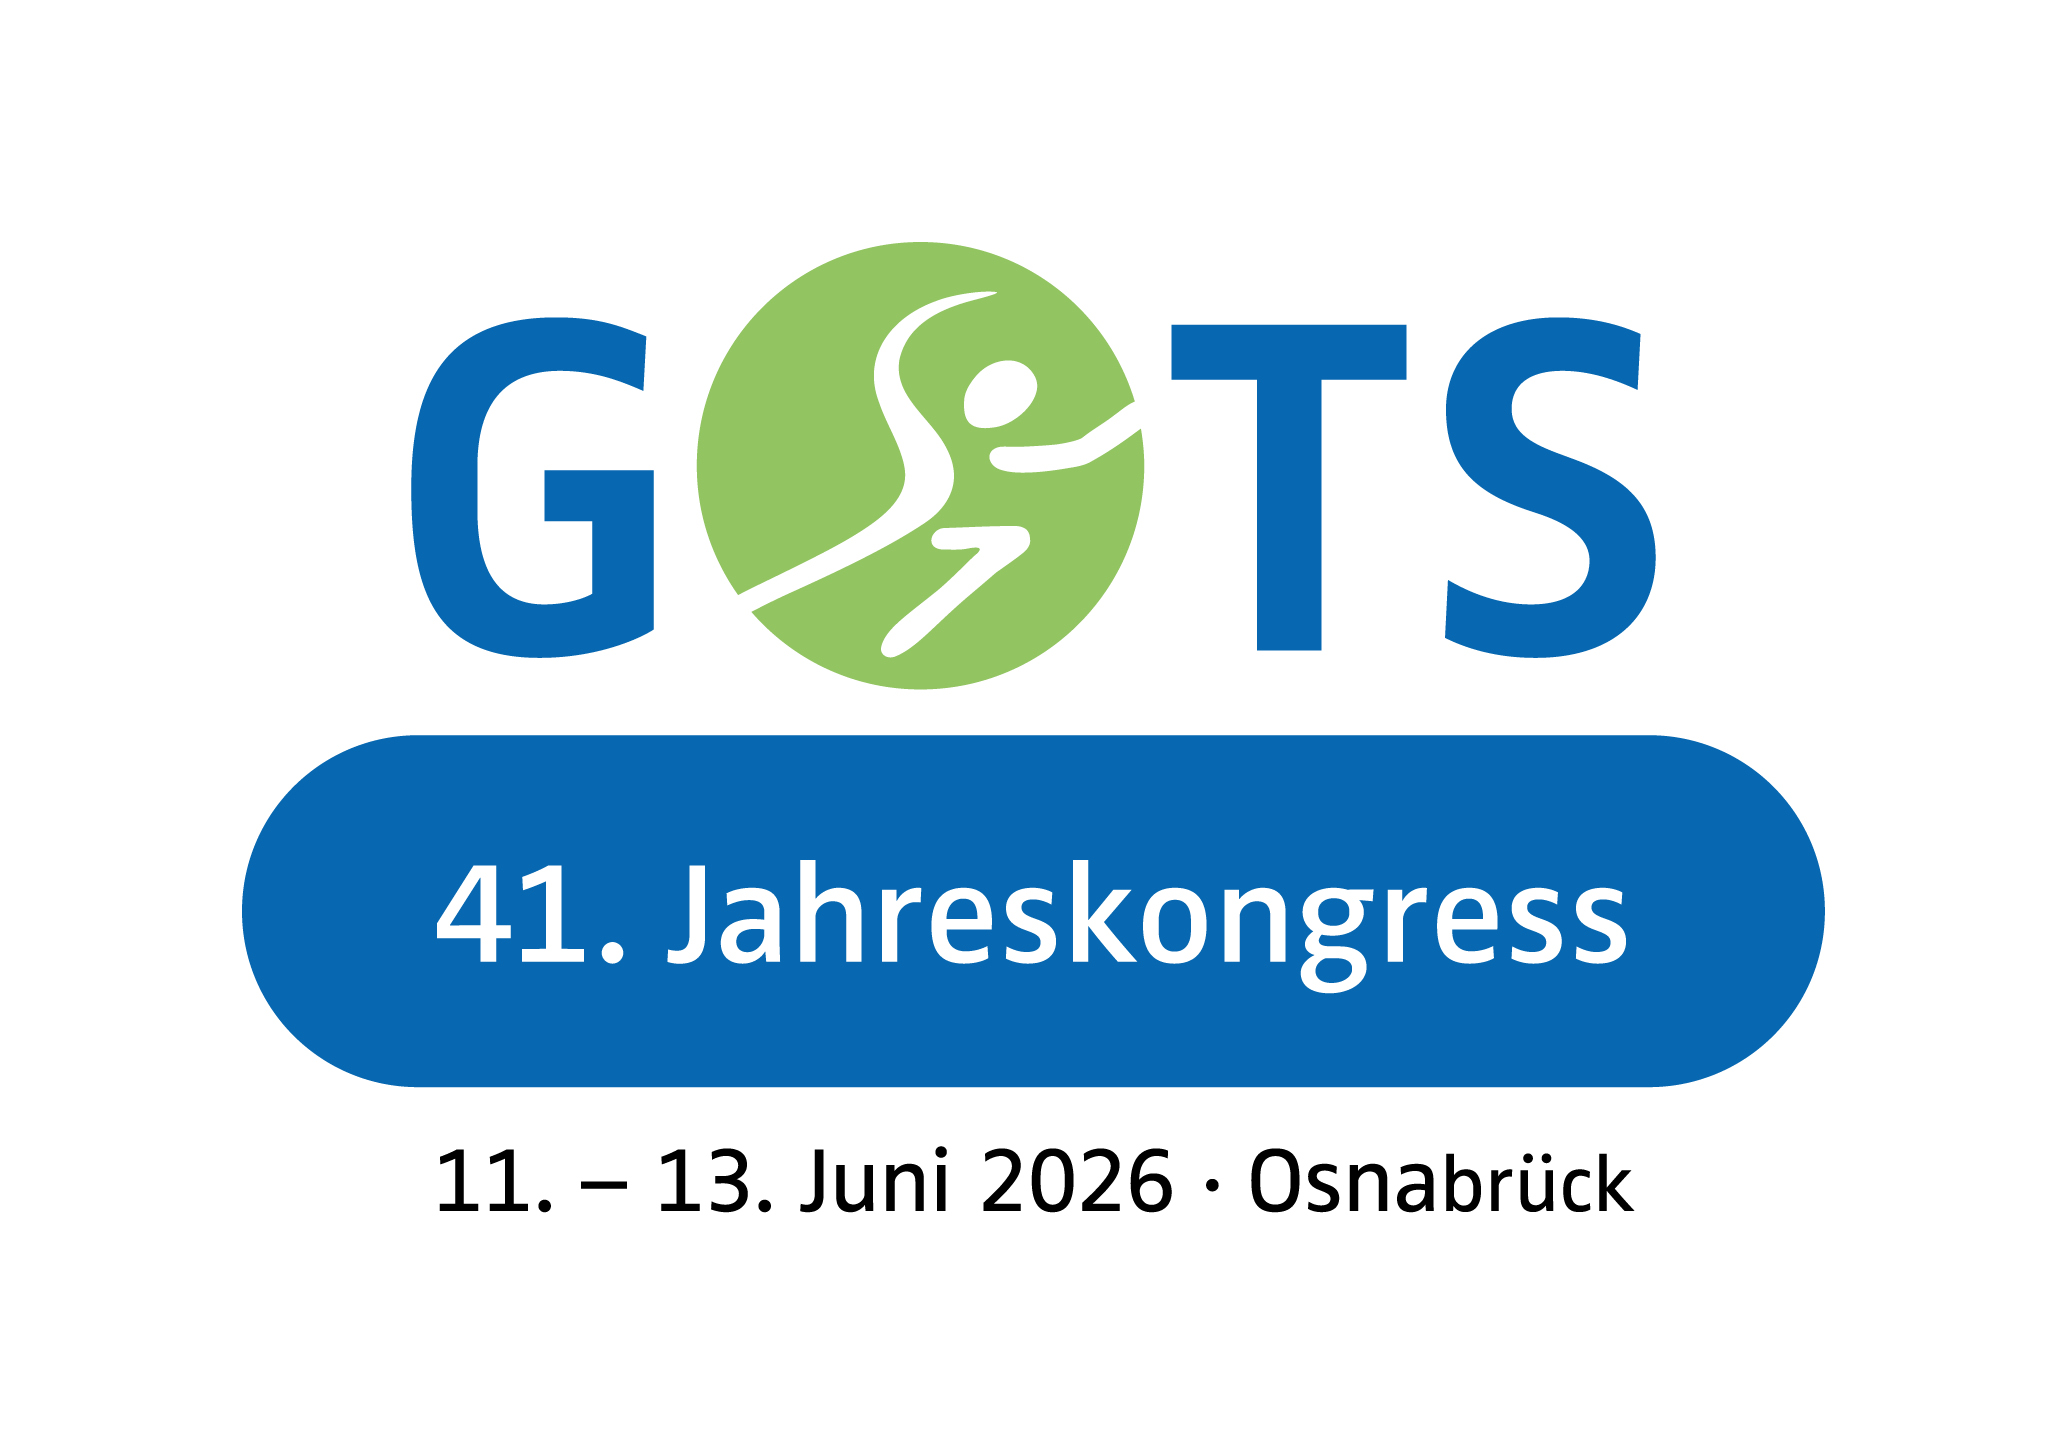 GOTS
41. Jahreskongress
11. – 13. Juni 2026 · Osnabrück